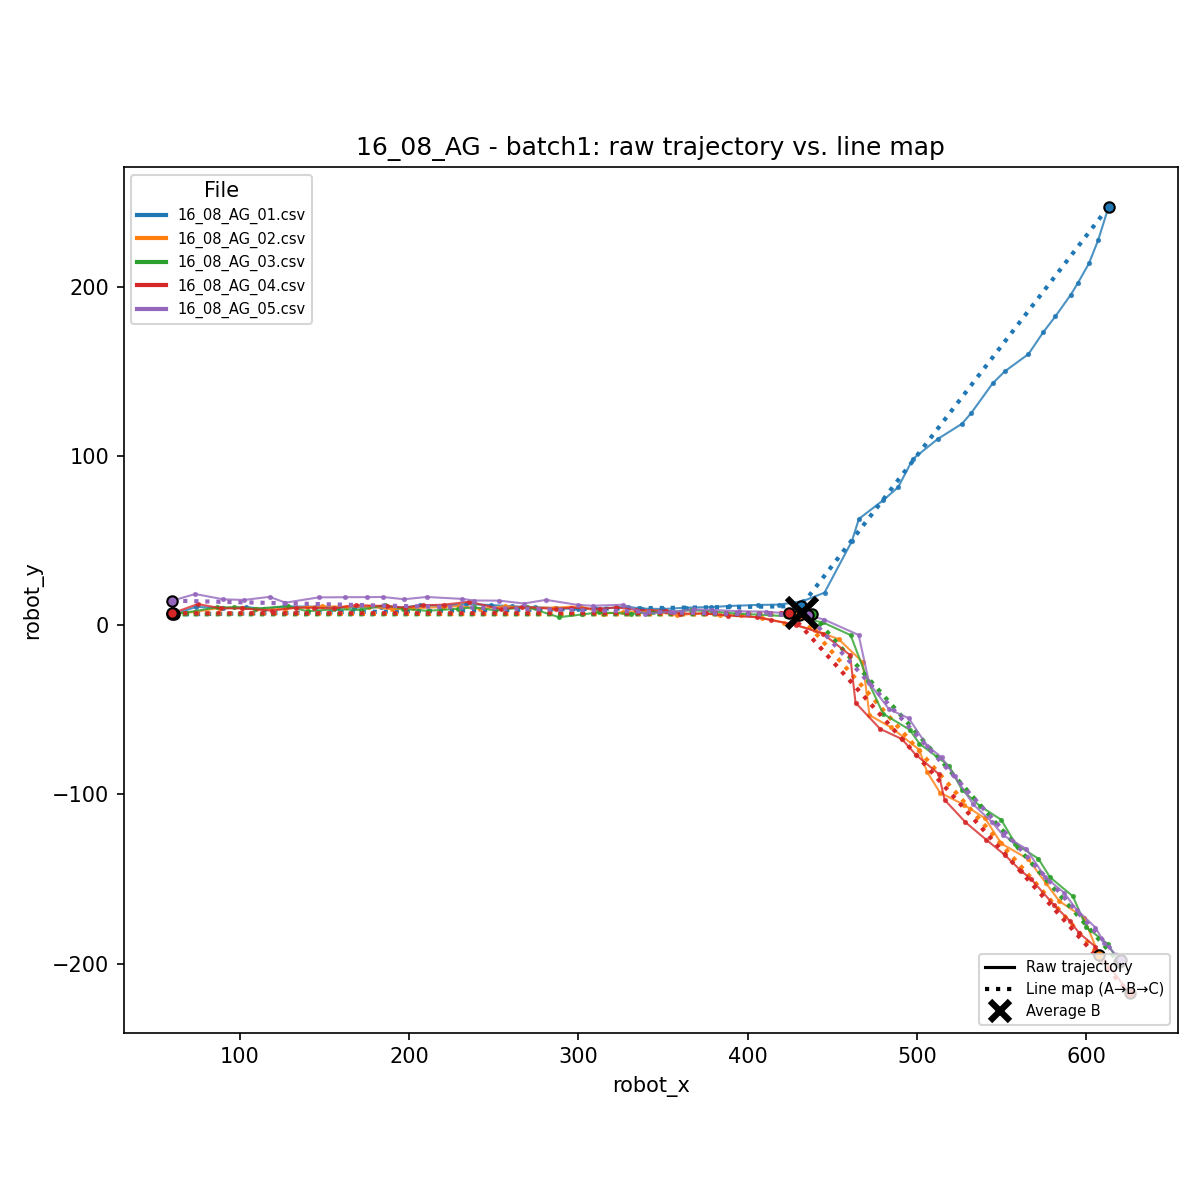 16_08_AG - batch1: raw trajectory vs. line map
File
16_08_AG_01.csv
16_08_AG_02.csv
16_08_AG_03.csv
16_08_AG_04.csv
16_08_AG_05.csv
200
100
0
−100
−200
robot_y
Raw trajectory
Line map (A→B→C)
Average B
100 200 300 400 500 600
robot_x